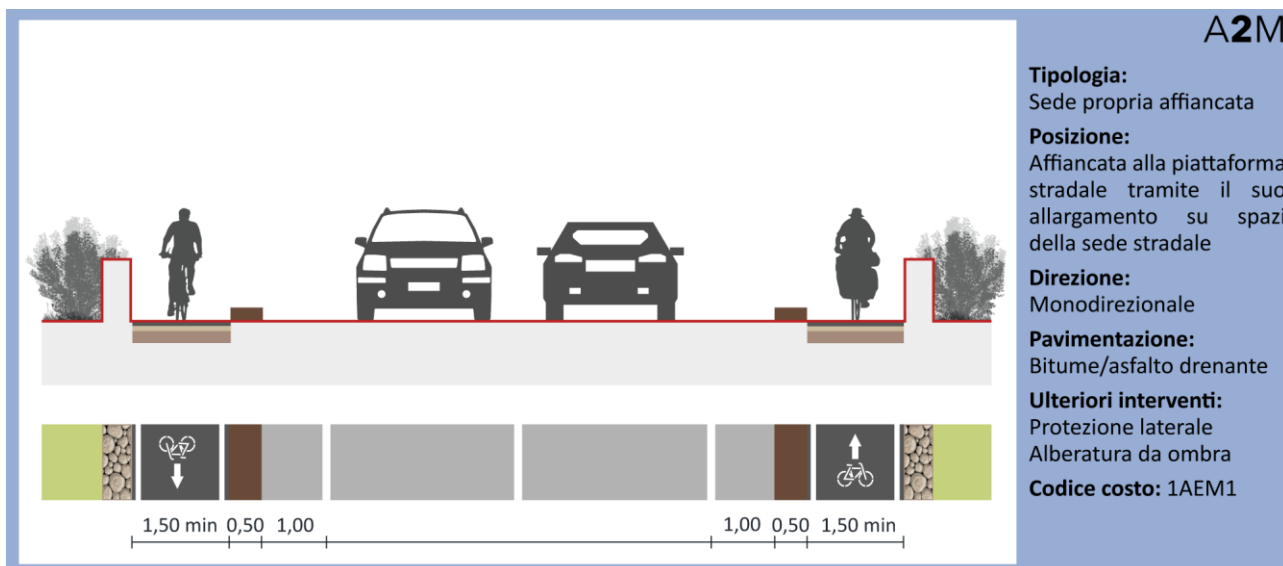 A2M
Tipologia:
Sede propria affiancata
Posizione:
Affiancata alla piattaforma
stradale tramite il suo
allargamento su spazi
della sede stradale
Direzione:
Monodirezionale
Pavimentazione:
Bitume/asfalto drenante
Ulteriori interventi:
Protezione laterale
Alberatura da ombra
Codice costo: 1AEM1
1,50 min 0,50 1,00 1,00 0,50 1,50 min